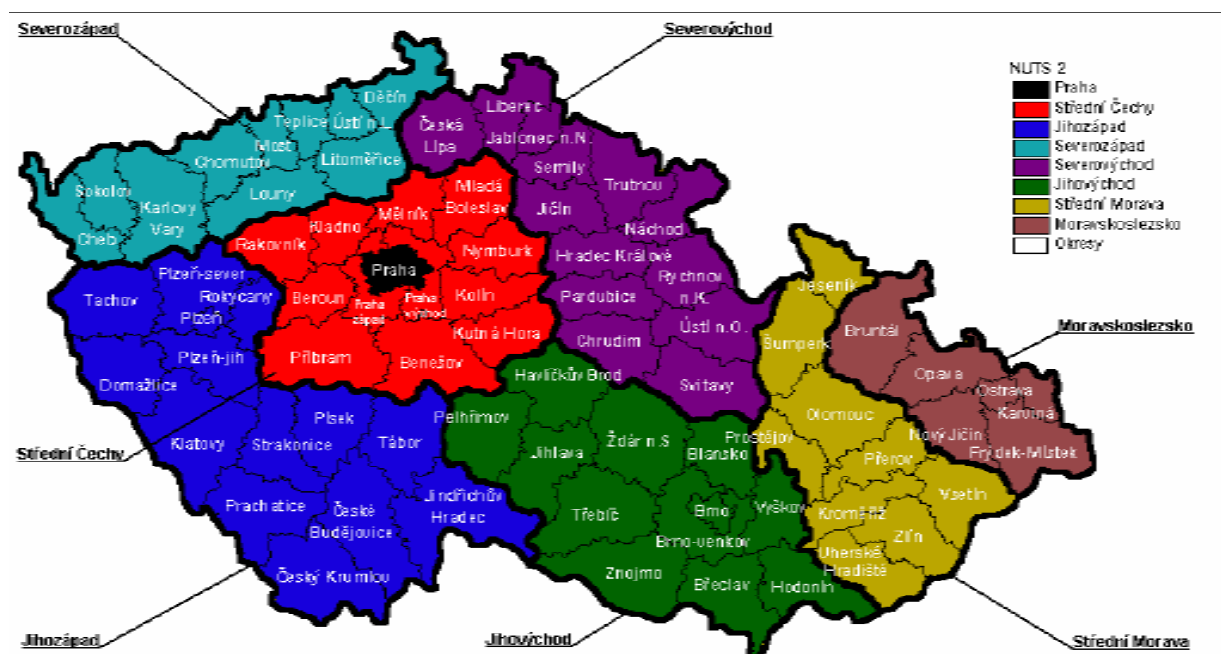 Severozápad
Severovýchod
NUTS 2
Praha
Střední Čechy
Jihozápad
Severozápad
Severovýchod
Jihovýchod
Střední Morava
Moravskoslezsko
Okresy
Děčín
Teplice
Ústí n.L.
Most
Chomutov
Litoměřice
Louny
Sokolov
Karlovy
Vary
Cheb
Liberec
Česká
Lípa
Jablonec n.N.
Semily
Trutnov
Jičín
Náchod
Hradec Králové
Rychnov
n.K.
Pardubice
Ústí n.O.
Chrudim
Svitavy
Mladá
Boleslav
Mělník
Kladno
Rakovník
Nymburk
Praha
Beroun
Praha
západ
Praha
východ
Kolín
Kutná Hora
Příbram
Benešov
Plzeň-sever
Tachov
Rokycany
Plzeň
Plzeň-jih
Domažlice
Klatovy
Písek
Strakonice
Tábor
Prachatice
České
Budějovice
Jindřichův
Hradec
Český Krumlov
Havlíčkův Brod
Pelhřimov
Jihlava
Ždár n.S
Blansko
Třebíč
Brno
Vyškov
Brno-venkov
Znojmo
Břeclav
Hodonín
Jeseník
Šumperk
Olomouc
Prostějov
Přerov
Kroměříž
Vsetín
Zlín
Uherské
Hradiště
Bruntál
Opava
Ostrava
Karviná
Nový Jičín
Frýdek-Místek
Moravskoslezsko
Střední Čechy
Jihozápad
Jihovýchod
Střední Morava